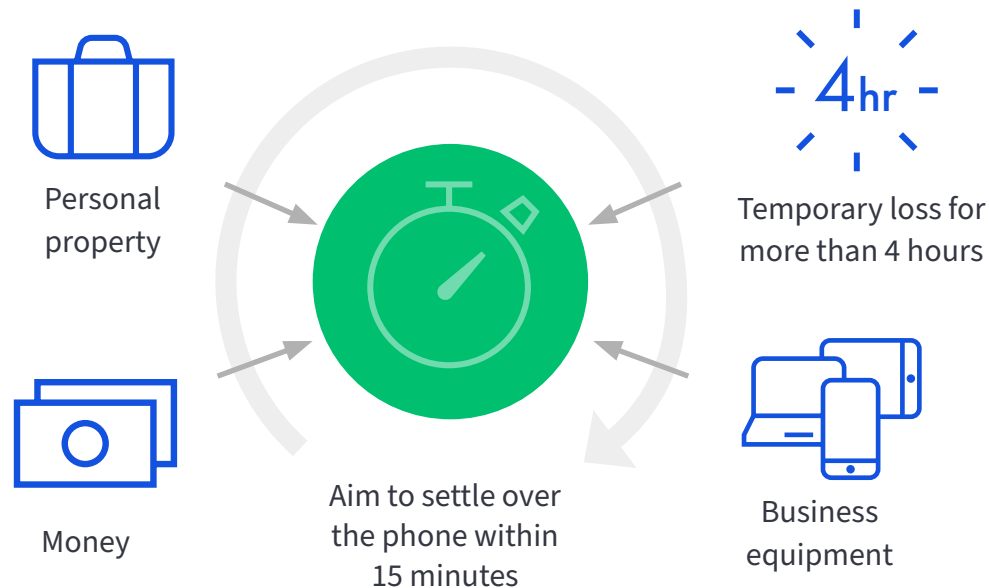 4hr
Personal
property
Temporary loss for
more than 4 hours
Money
Aim to settle over
the phone within
15 minutes
Business
equipment